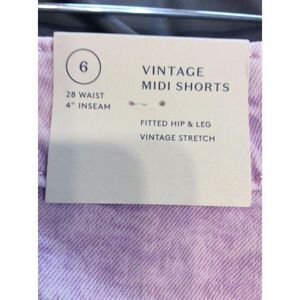 6
28 WAIST
4" INSEAM
VINTAGE
MIDI SHORTS
FITTED HIP & LEG
VINTAGE STRETCH